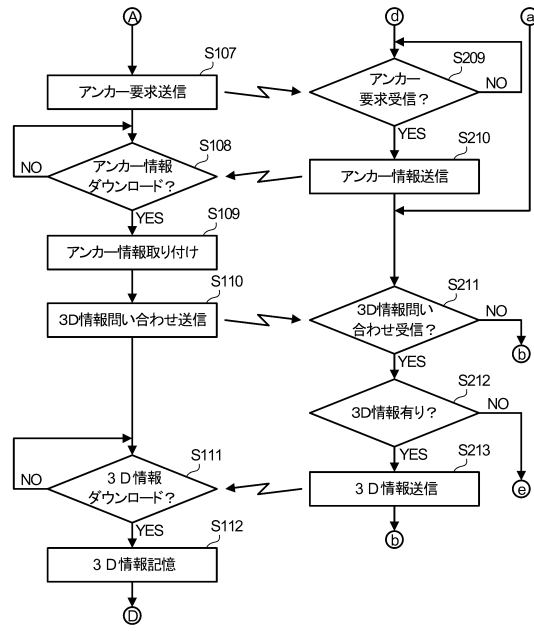 A
d
a
S107
アンカー要求送信
S209
アンカー
要求受信？
NO
YES
S108
アンカー情報
ダウンロード？
NO
YES
S210
アンカー情報送信
S109
アンカー情報取り付け
S110
3D情報問い合わせ送信
S211
3D情報問い
合わせ受信？
NO
b
YES
S212
3D情報有り？
NO
e
YES
S111
3D情報
ダウンロード？
NO
YES
S213
3D情報送信
b
S112
3D情報記憶
D